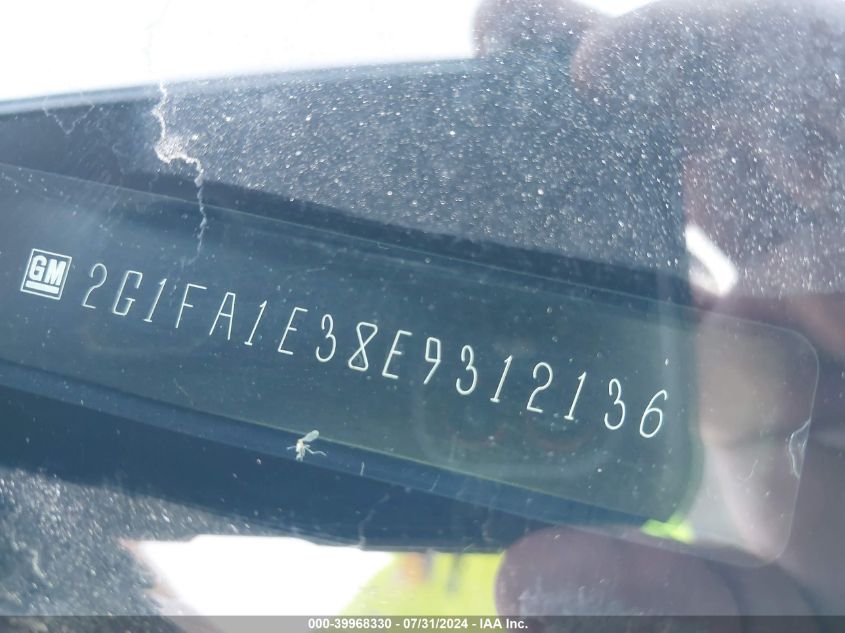 GM 2G1FA1E38E9312136
000-39968330 / 07/31/2024 - IAA Inc.